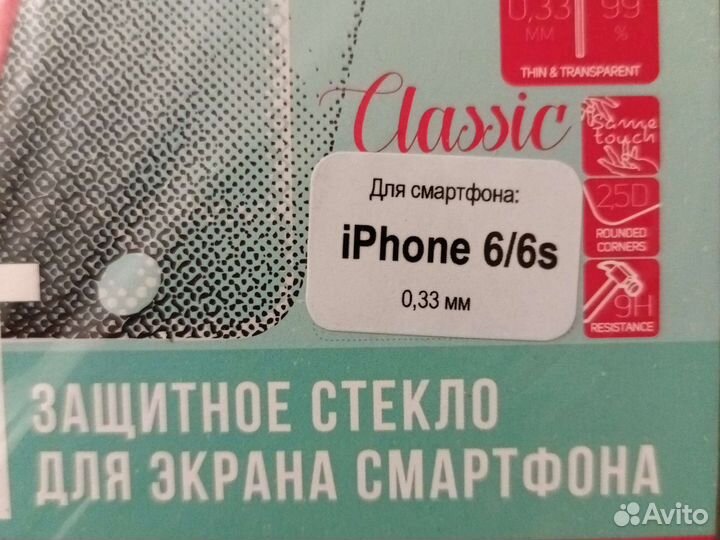 0,33
MM
99
%
THIN & TRANSPARENT
Classic
same
touch
Для смартфона:
iPhone 6/6s
0,33 мм
2,5D
ROUNDED
CORNERS
9H
RESISTANCE
ЗАЩИТНОЕ СТЕКЛО
ДЛЯ ЭКРАНА СМАРТФОНА
Avito